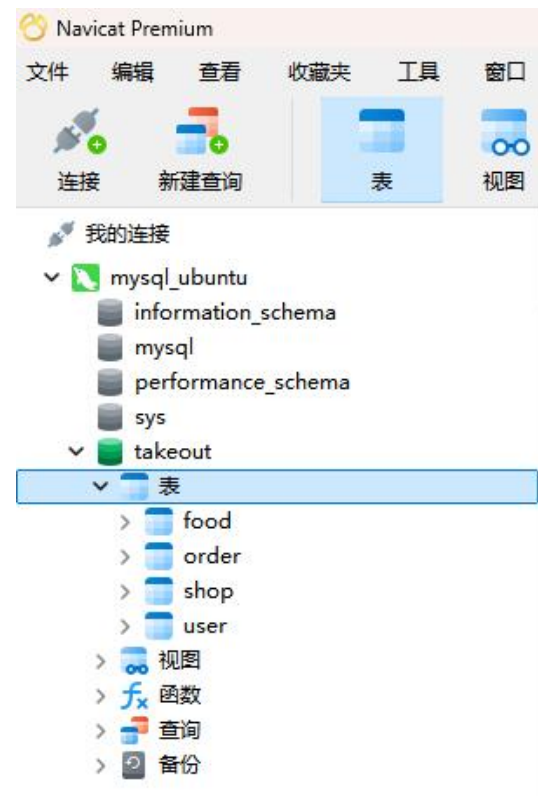 Navicat Premium
文件 编辑 查看 收藏夹 工具 窗口
连接 新建查询 表 视图
我的连接
mysql_ubuntu
information_schema
mysql
performance_schema
sys
takeout
表
food
order
shop
user
视图
fx 函数
查询
备份